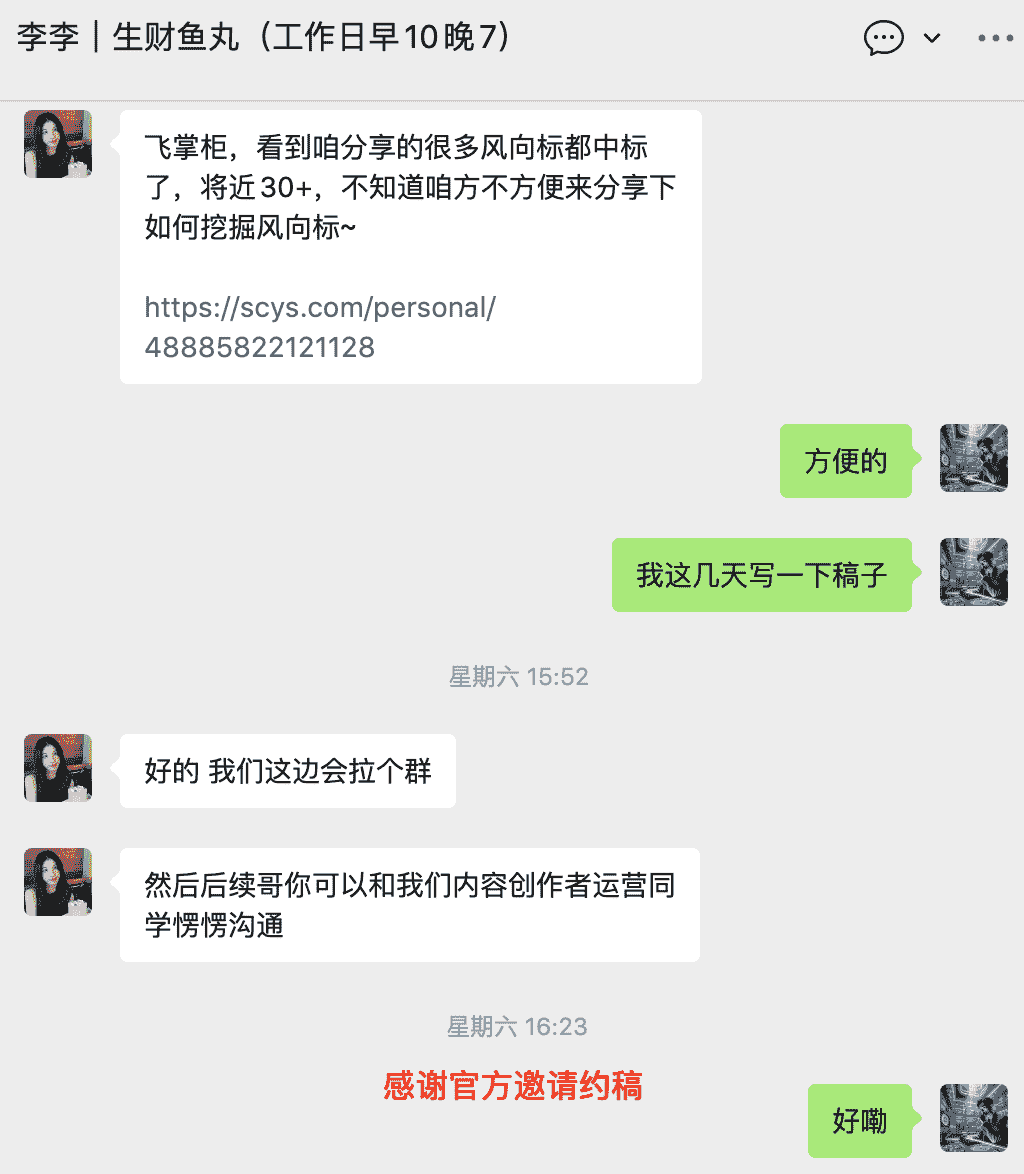 李李｜生财鱼丸（工作日早10晚7）
飞掌柜，看到咱分享的很多风向标都中标
了，将近30+，不知道咱方不方便来分享下
如何挖掘风向标~
https://scys.com/personal/
48885822121128
方便的
我这几天写一下稿子
星期六 15:52
好的 我们这边会拉个群
然后后续哥你可以和我们内容创作者运营同
学愣愣沟通
星期六 16:23
感谢官方邀请约稿
好嘞